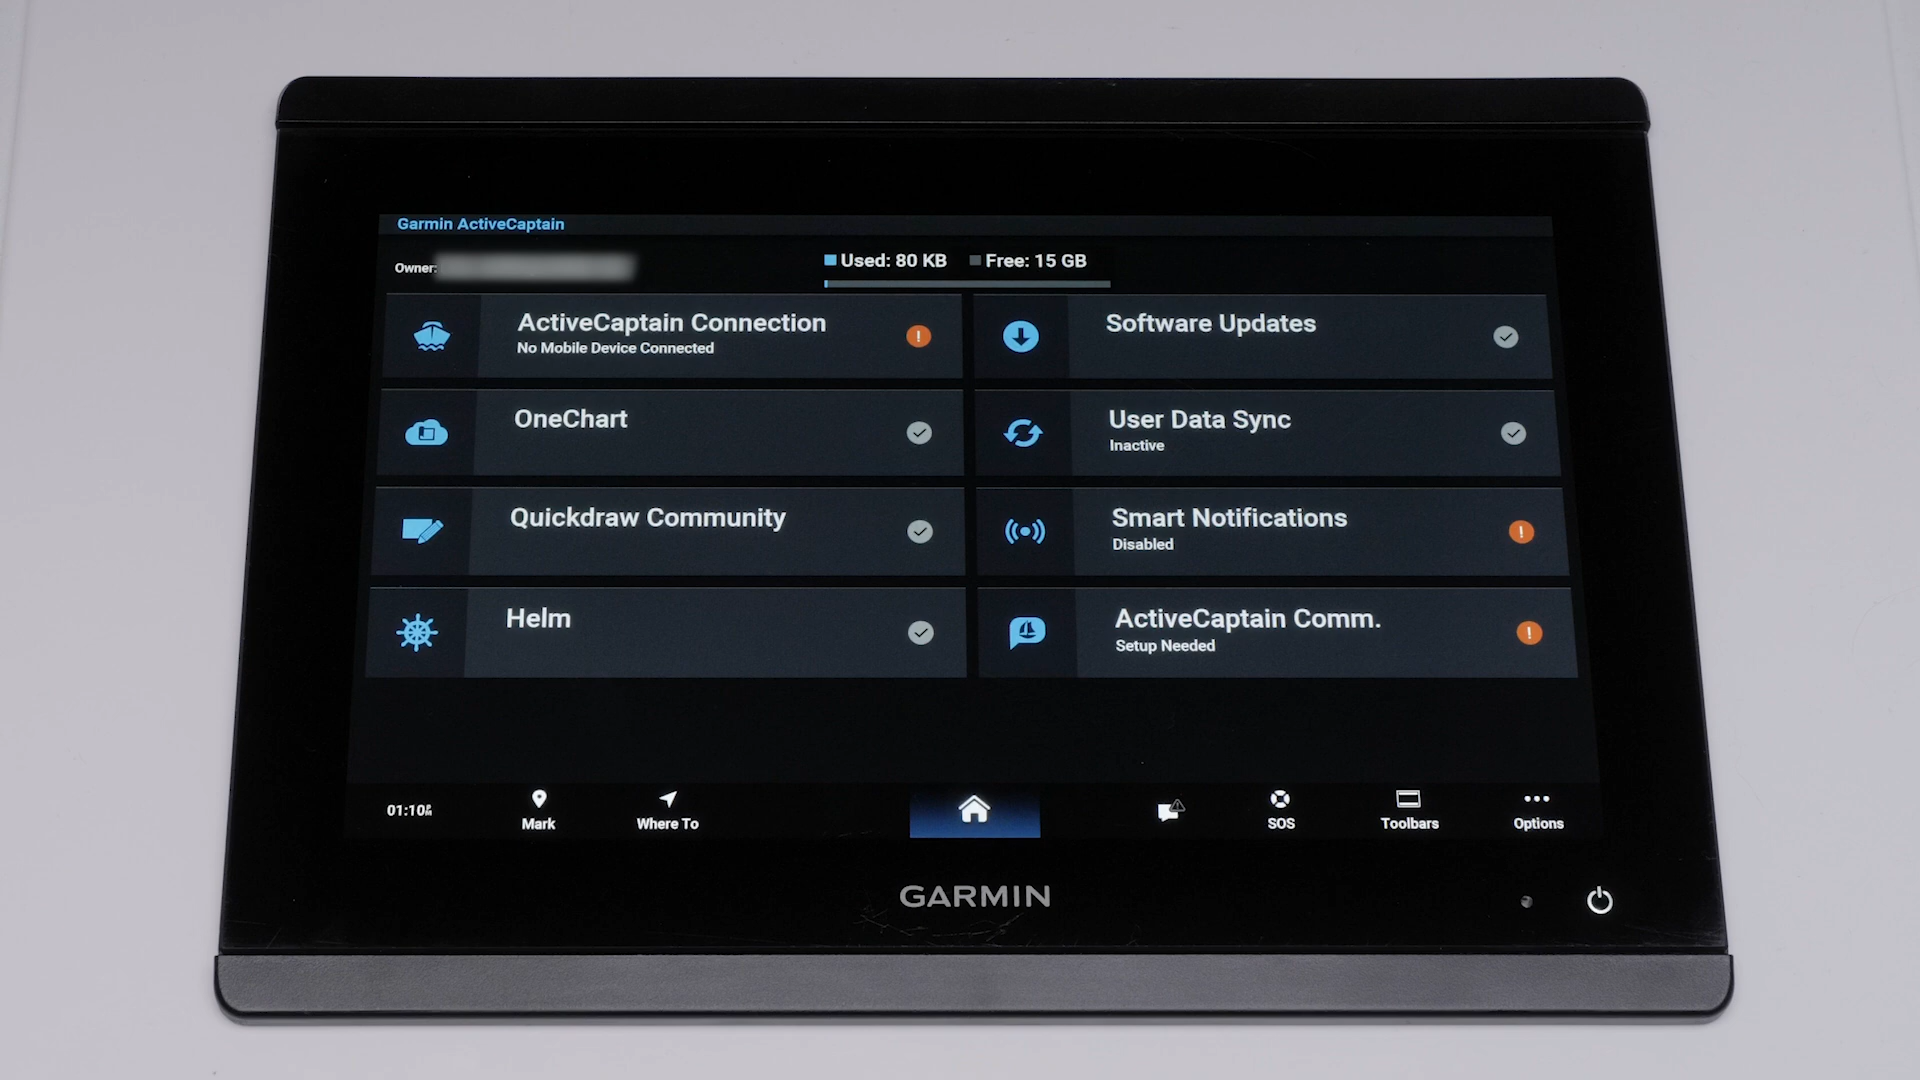 Garmin ActiveCaptain
Owner:
Used: 80 KB Free: 15 GB
ActiveCaptain Connection
No Mobile Device Connected
Software Updates
OneChart
User Data Sync
Inactive
Quickdraw Community
Smart Notifications
Disabled
Helm
ActiveCaptain Comm.
Setup Needed
01:10
Mark
Where To
SOS
Toolbars
Options
GARMIN